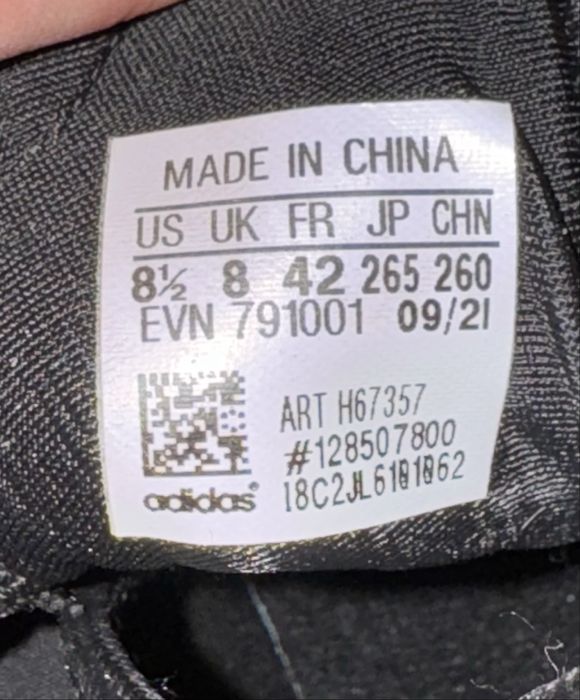 MADE IN CHINA
US UK FR JP CHN
8½ 8 42 265 260
EVN 791001 09/21
ART H67357
#128507800
adidas®